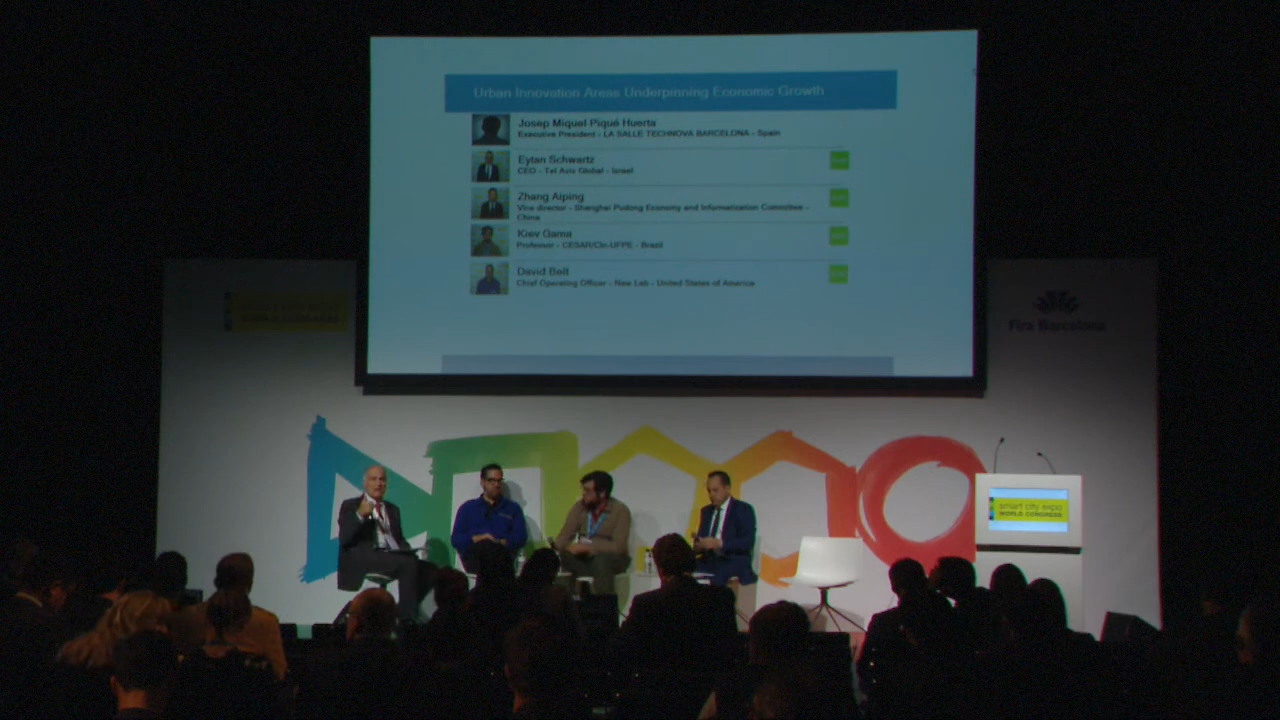 Urban Innovation Areas Underpinning Economic Growth
Josep Miquel Piqué Huerta
Executive President - LA SALLE TECHNOVA BARCELONA - Spain
Eytan Schwartz
CEO - Tel Aviv Global - Israel
Zhang Aiping
Vice director - Shanghai Pudong Economy and Informatization Committee -
China
Kiev Gama
Professor - CESAR/CIn-UFPE - Brazil
David Belt
Chief Operating Officer - New Lab - United States of America
Fira Barcelona
smart city expo
WORLD CONGRESS